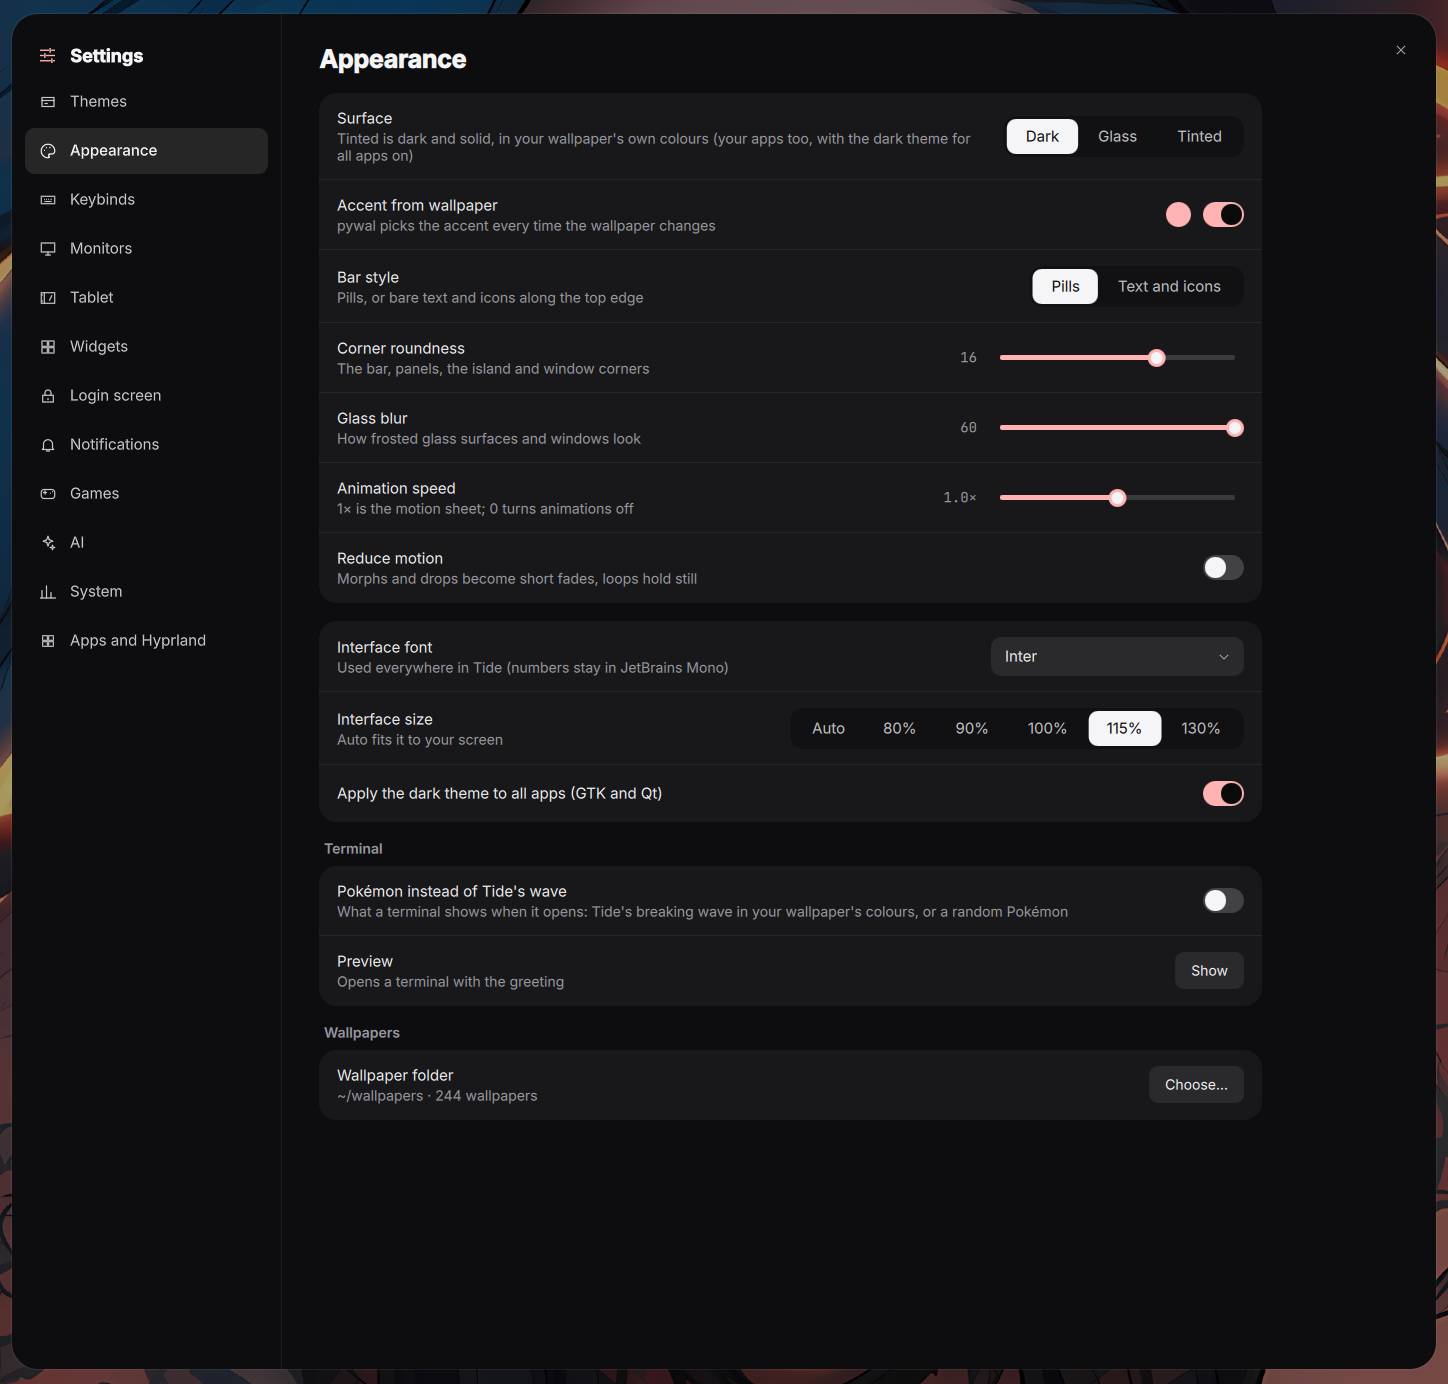 Settings
Themes
Appearance
Keybinds
Monitors
Tablet
Widgets
Login screen
Notifications
Games
AI
System
Apps and Hyprland
Appearance
Surface
Tinted is dark and solid, in your wallpaper's own colours (your apps too, with the dark theme for
all apps on)
Dark Glass Tinted
Accent from wallpaper
pywal picks the accent every time the wallpaper changes
Bar style
Pills, or bare text and icons along the top edge
Pills Text and icons
Corner roundness
The bar, panels, the island and window corners
16
Glass blur
How frosted glass surfaces and windows look
60
Animation speed
1× is the motion sheet; 0 turns animations off
1.0×
Reduce motion
Morphs and drops become short fades, loops hold still
Interface font
Used everywhere in Tide (numbers stay in JetBrains Mono)
Inter
Interface size
Auto fits it to your screen
Auto 80% 90% 100% 115% 130%
Apply the dark theme to all apps (GTK and Qt)
Terminal
Pokémon instead of Tide's wave
What a terminal shows when it opens: Tide's breaking wave in your wallpaper's colours, or a random Pokémon
Preview
Opens a terminal with the greeting
Show
Wallpapers
Wallpaper folder
~/wallpapers · 244 wallpapers
Choose...